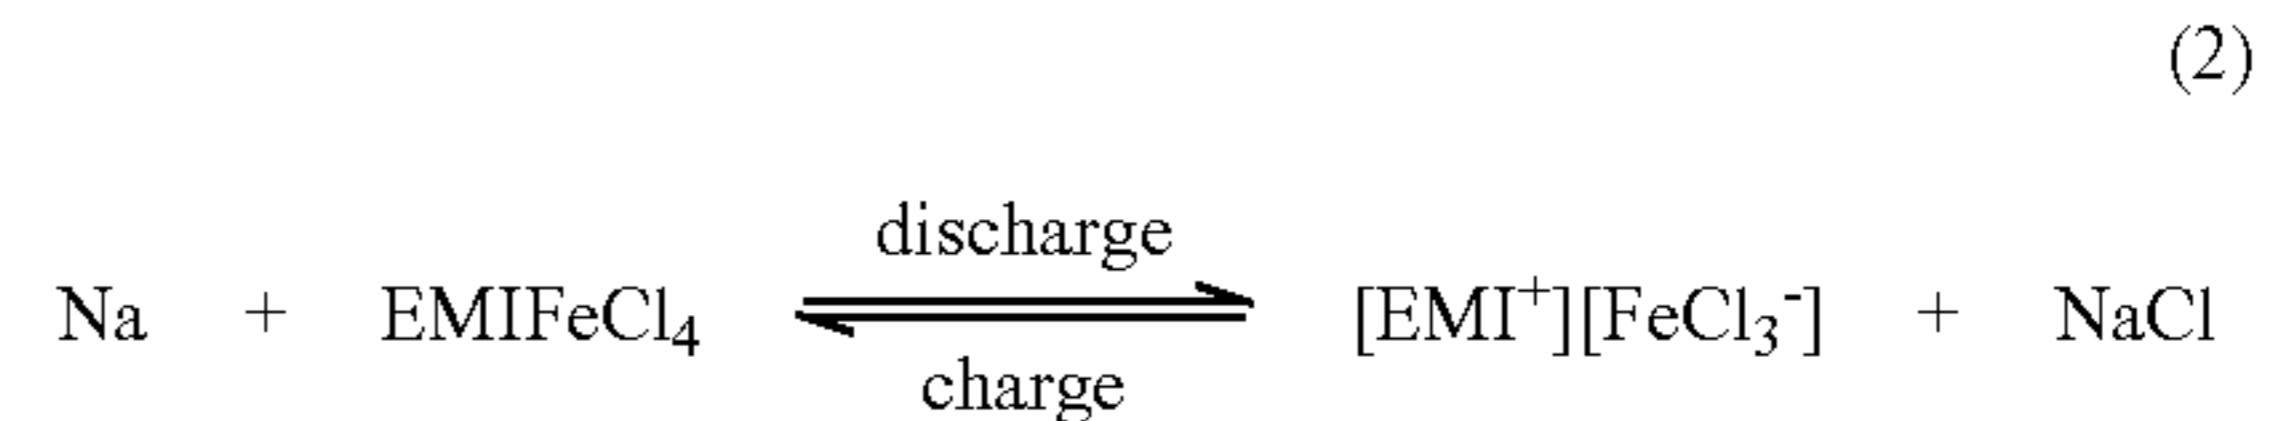 (2)
discharge
Na + EMIFeCl₄ ⇌ [EMI⁺][FeCl₃⁻] + NaCl
charge